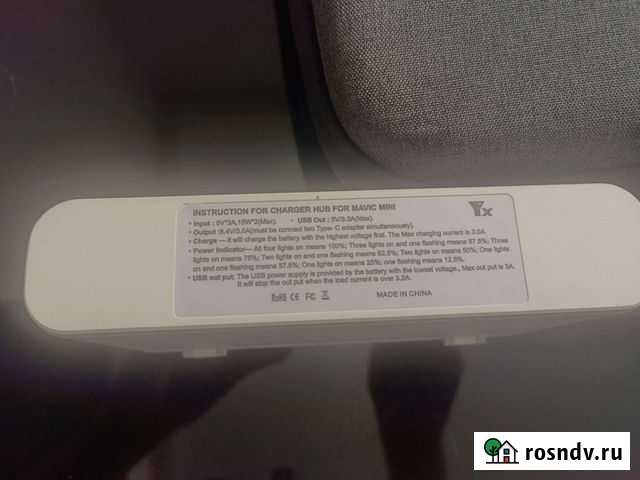 INSTRUCTION FOR CHARGER HUB FOR MAVIC MINI
Yx
• Input : 5V*3A,15W*2(Max). • USB Out : 5V/3.0A(Max).
• Output :8.4V/3.0A(must be conned two Type- C adapter simultaneously).
• Charge — it will charge the battery with the Highest voltage first. The Max charging current is 3.0A.
• Power Indicator— All four lights on means 100%; Three lights on and one flashing means 87.5%; Three
lights on means 75%; Two lights on and one flashing means 62.5%; Two lights on means 50%; One lights
on and one flashing means 37.5%; One lights on means 25%; one flashing means 12.5%.
• USB out put: The USB power supply is provided by the battery with the lowset voltage., Max out put is 3A.
It will stop the out put when the load current is over 3.2A.
RoHS CE FC MADE IN CHINA
rosndv.ru